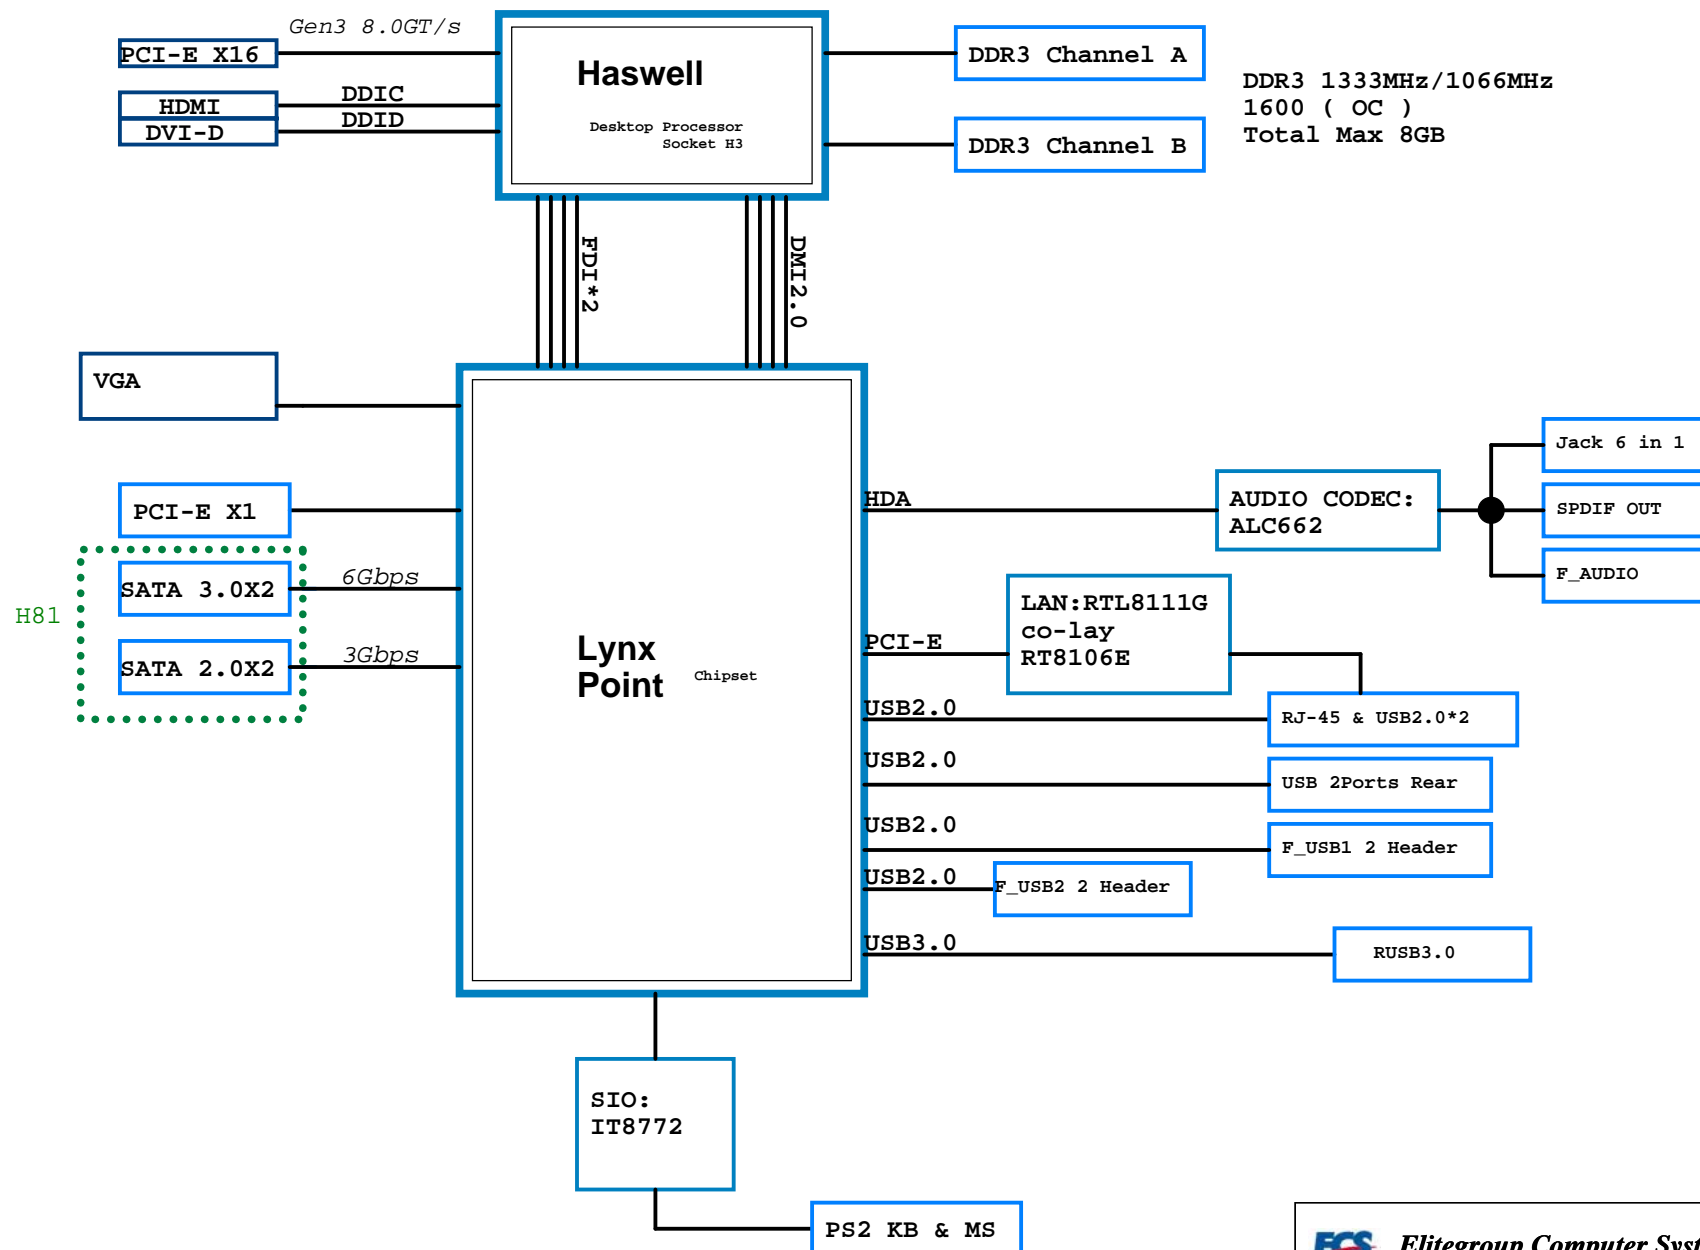 Gen3 8.0GT/s
PCI-E X16
Haswell
DDR3 Channel A
DDR3 1333MHz/1066MHz
1600 ( OC )
Total Max 8GB
HDMI
DDIC
DVI-D
DDID
Desktop Processor
Socket H3
DDR3 Channel B
FDI*2
DMI2.0
VGA
Jack 6 in 1
PCI-E X1
HDA
AUDIO CODEC:
ALC662
SPDIF OUT
F_AUDIO
H81
SATA 3.0X2
6Gbps
LAN:RTL8111G
co-lay
RT8106E
SATA 2.0X2
3Gbps
Lynx
Point
Chipset
PCI-E
USB2.0
RJ-45 & USB2.0*2
USB2.0
USB 2Ports Rear
USB2.0
F_USB1 2 Header
USB2.0
F_USB2 2 Header
USB3.0
RUSB3.0
SIO:
IT8772
PS2 KB & MS
ECS
Elitegroup Computer Syst